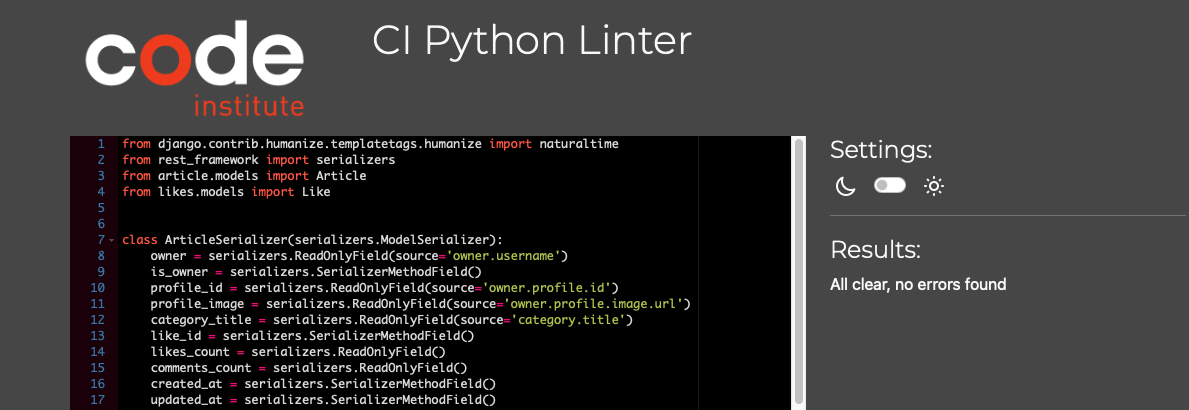 code
institute
CI Python Linter
1 from django.contrib.humanize.templatetags.humanize import naturaltime
2 from rest_framework import serializers
3 from article.models import Article
4 from likes.models import Like
5
6
7 class ArticleSerializer(serializers.ModelSerializer):
8     owner = serializers.ReadOnlyField(source='owner.username')
9     is_owner = serializers.SerializerMethodField()
10     profile_id = serializers.ReadOnlyField(source='owner.profile.id')
11     profile_image = serializers.ReadOnlyField(source='owner.profile.image.url')
12     category_title = serializers.ReadOnlyField(source='category.title')
13     like_id = serializers.SerializerMethodField()
14     likes_count = serializers.ReadOnlyField()
15     comments_count = serializers.ReadOnlyField()
16     created_at = serializers.SerializerMethodField()
17     updated_at = serializers.SerializerMethodField()
Settings:
Results:
All clear, no errors found